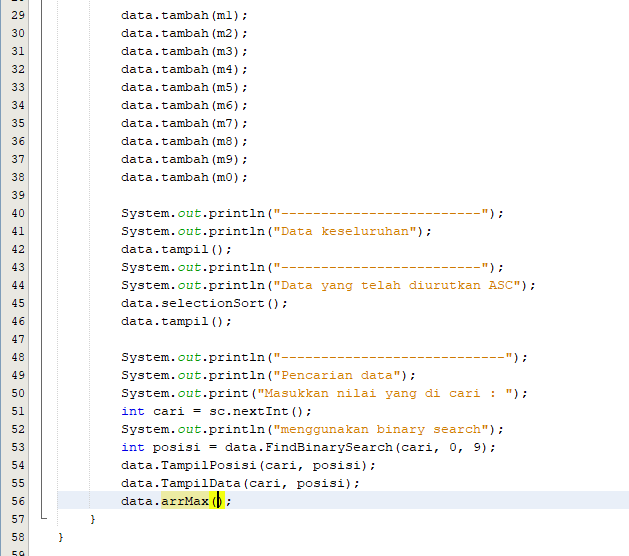 29 data.tambah(m1);
30 data.tambah(m2);
31 data.tambah(m3);
32 data.tambah(m4);
33 data.tambah(m5);
34 data.tambah(m6);
35 data.tambah(m7);
36 data.tambah(m8);
37 data.tambah(m9);
38 data.tambah(m0);
39
40 System.out.println("-------------------------");
41 System.out.println("Data keseluruhan");
42 data.tampil();
43 System.out.println("-------------------------");
44 System.out.println("Data yang telah diurutkan ASC");
45 data.selectionSort();
46 data.tampil();
47
48 System.out.println("----------------------------");
49 System.out.println("Pencarian data");
50 System.out.print("Masukkan nilai yang di cari : ");
51 int cari = sc.nextInt();
52 System.out.println("menggunakan binary search");
53 int posisi = data.FindBinarySearch(cari, 0, 9);
54 data.TampilPosisi(cari, posisi);
55 data.TampilData(cari, posisi);
56 data.arrMax();
57 }
58 }
59